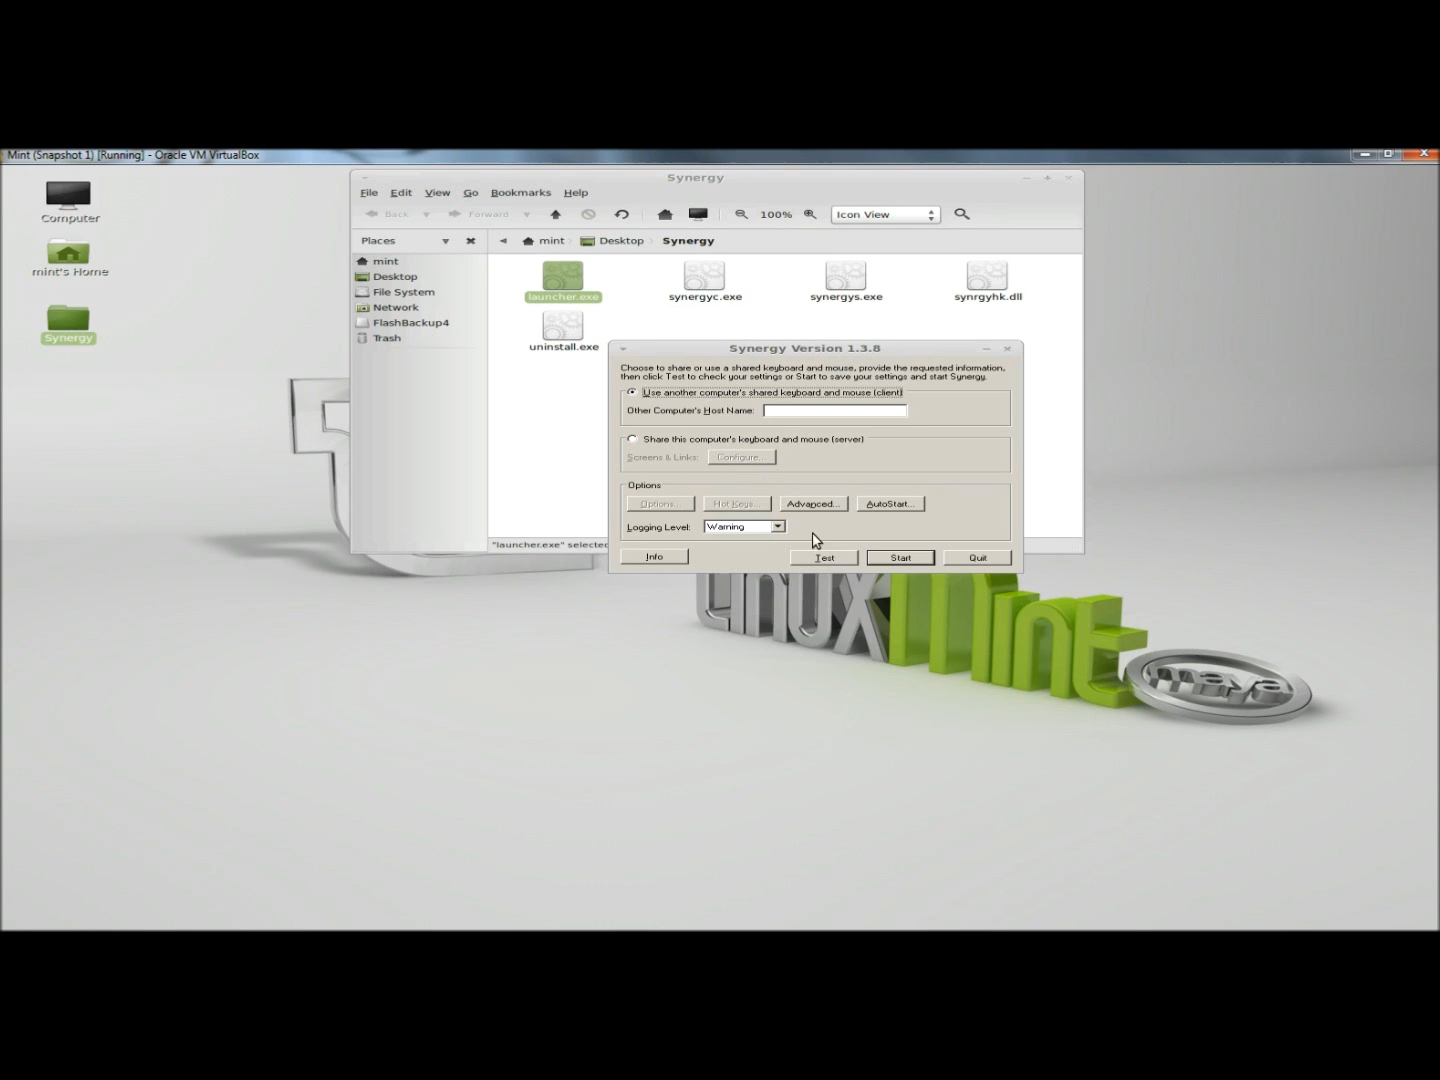 Mint (Snapshot 1) [Running] - Oracle VM VirtualBox
Computer
mint's Home
Synergy
Synergy
File Edit View Go Bookmarks Help
Back Forward 100% Icon View
Places mint Desktop Synergy
mint
Desktop
File System
Network
FlashBackup4
Trash
launcher.exe synergyc.exe synergys.exe synrgyhk.dll
uninstall.exe
"launcher.exe" selected
Synergy Version 1.3.8
Choose to share or use a shared keyboard and mouse, provide the requested information,
then click Test to check your settings or Start to save your settings and start Synergy.
Use another computer's shared keyboard and mouse (client)
Other Computer's Host Name:
Share this computer's keyboard and mouse (server)
Screens & Links: Configure...
Options
Options... Hot Keys... Advanced... AutoStart...
Logging Level: Warning
Info Test Start Quit
LinuxMint
maya